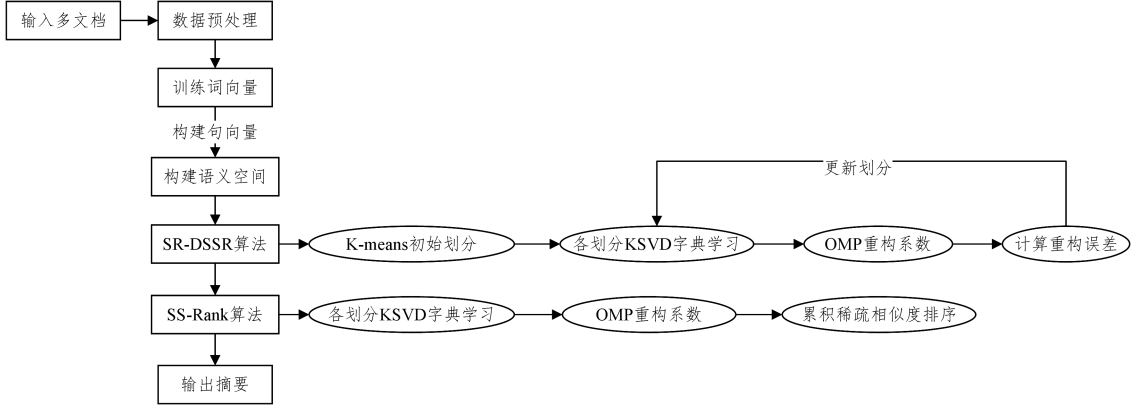 输入多文档
数据预处理
训练词向量
构建句向量
构建语义空间
更新划分
SR-DSSR算法
K-means初始划分
各划分KSVD字典学习
OMP重构系数
计算重构误差
SS-Rank算法
各划分KSVD字典学习
OMP重构系数
累积稀疏相似度排序
输出摘要